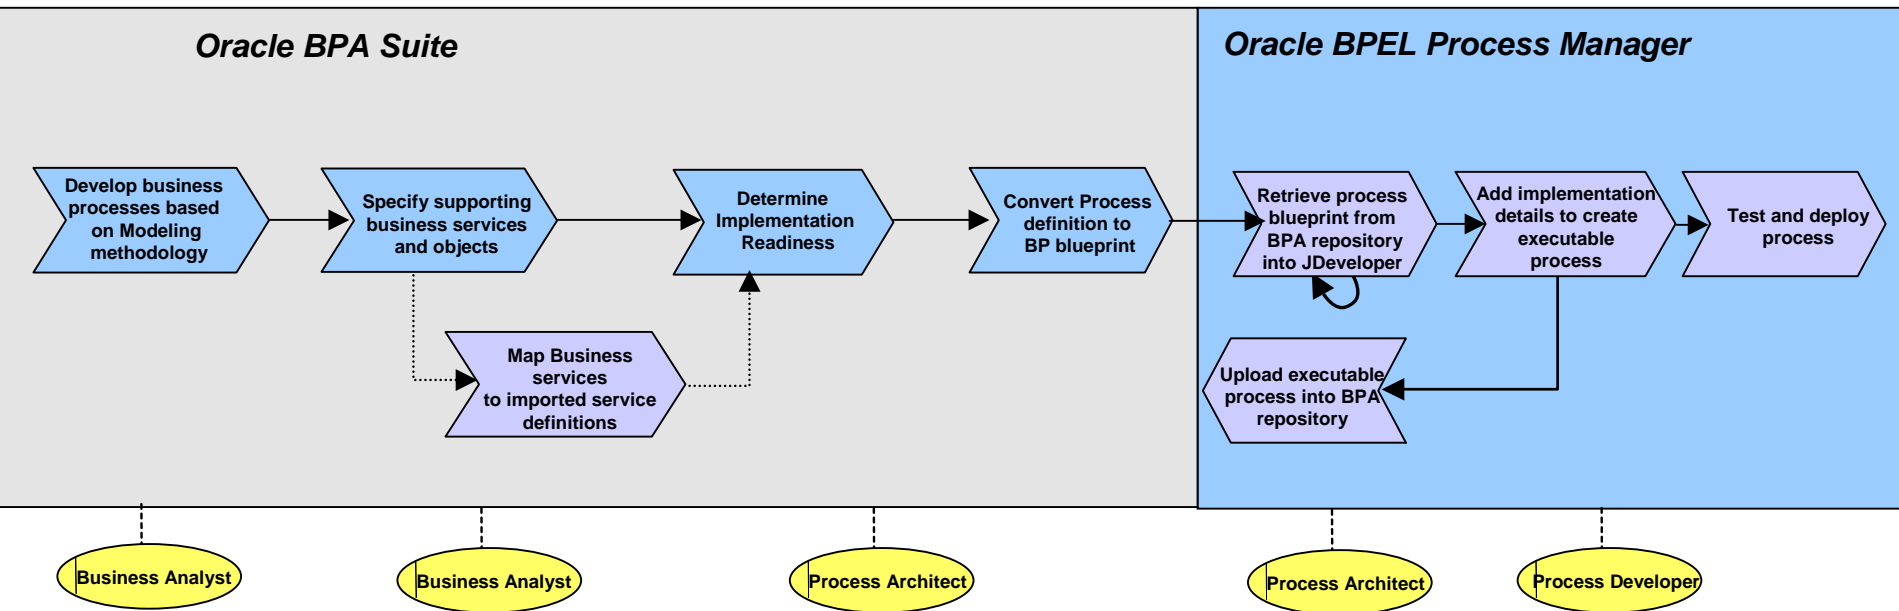 Oracle BPA Suite
Oracle BPEL Process Manager
Develop business
processes based
on Modeling
methodology
Specify supporting
business services
and objects
Determine
Implementation
Readiness
Convert Process
definition to
BP blueprint
Retrieve process
blueprint from
BPA repository
into JDeveloper
Add implementation
details to create
executable
process
Test and deploy
process
Map Business
services
to imported service
definitions
Upload executable
process into BPA
repository
Business Analyst
Business Analyst
Process Architect
Process Architect
Process Developer